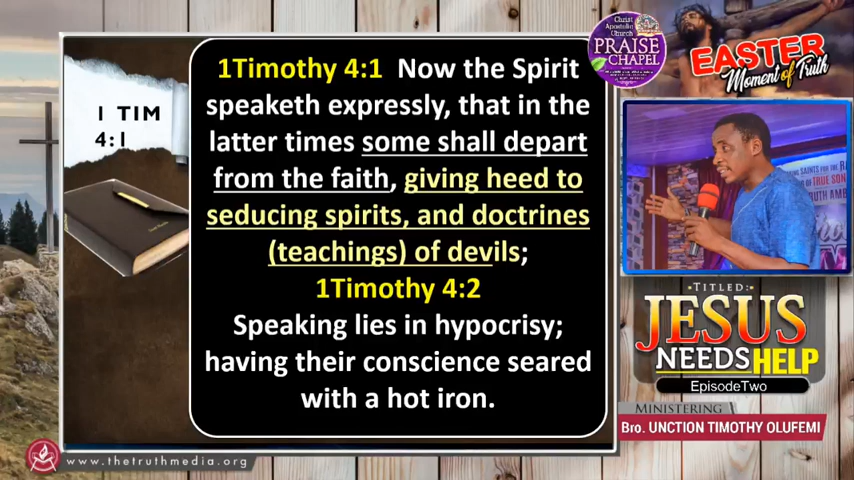 1Timothy 4:1 Now the Spirit
speaketh expressly, that in the
latter times some shall depart
from the faith, giving heed to
seducing spirits, and doctrines
(teachings) of devils;
1Timothy 4:2
Speaking lies in hypocrisy;
having their conscience seared
with a hot iron.
1 TIM
4:1
Christ
Apostolic
Church
PRAISE
CHAPEL
EASTER
Moment of Truth
TITLED:
JESUS
NEEDS HELP
Episode Two
MINISTERING
Bro. UNCTION TIMOTHY OLUFEMI
www.thetruthmedia.org